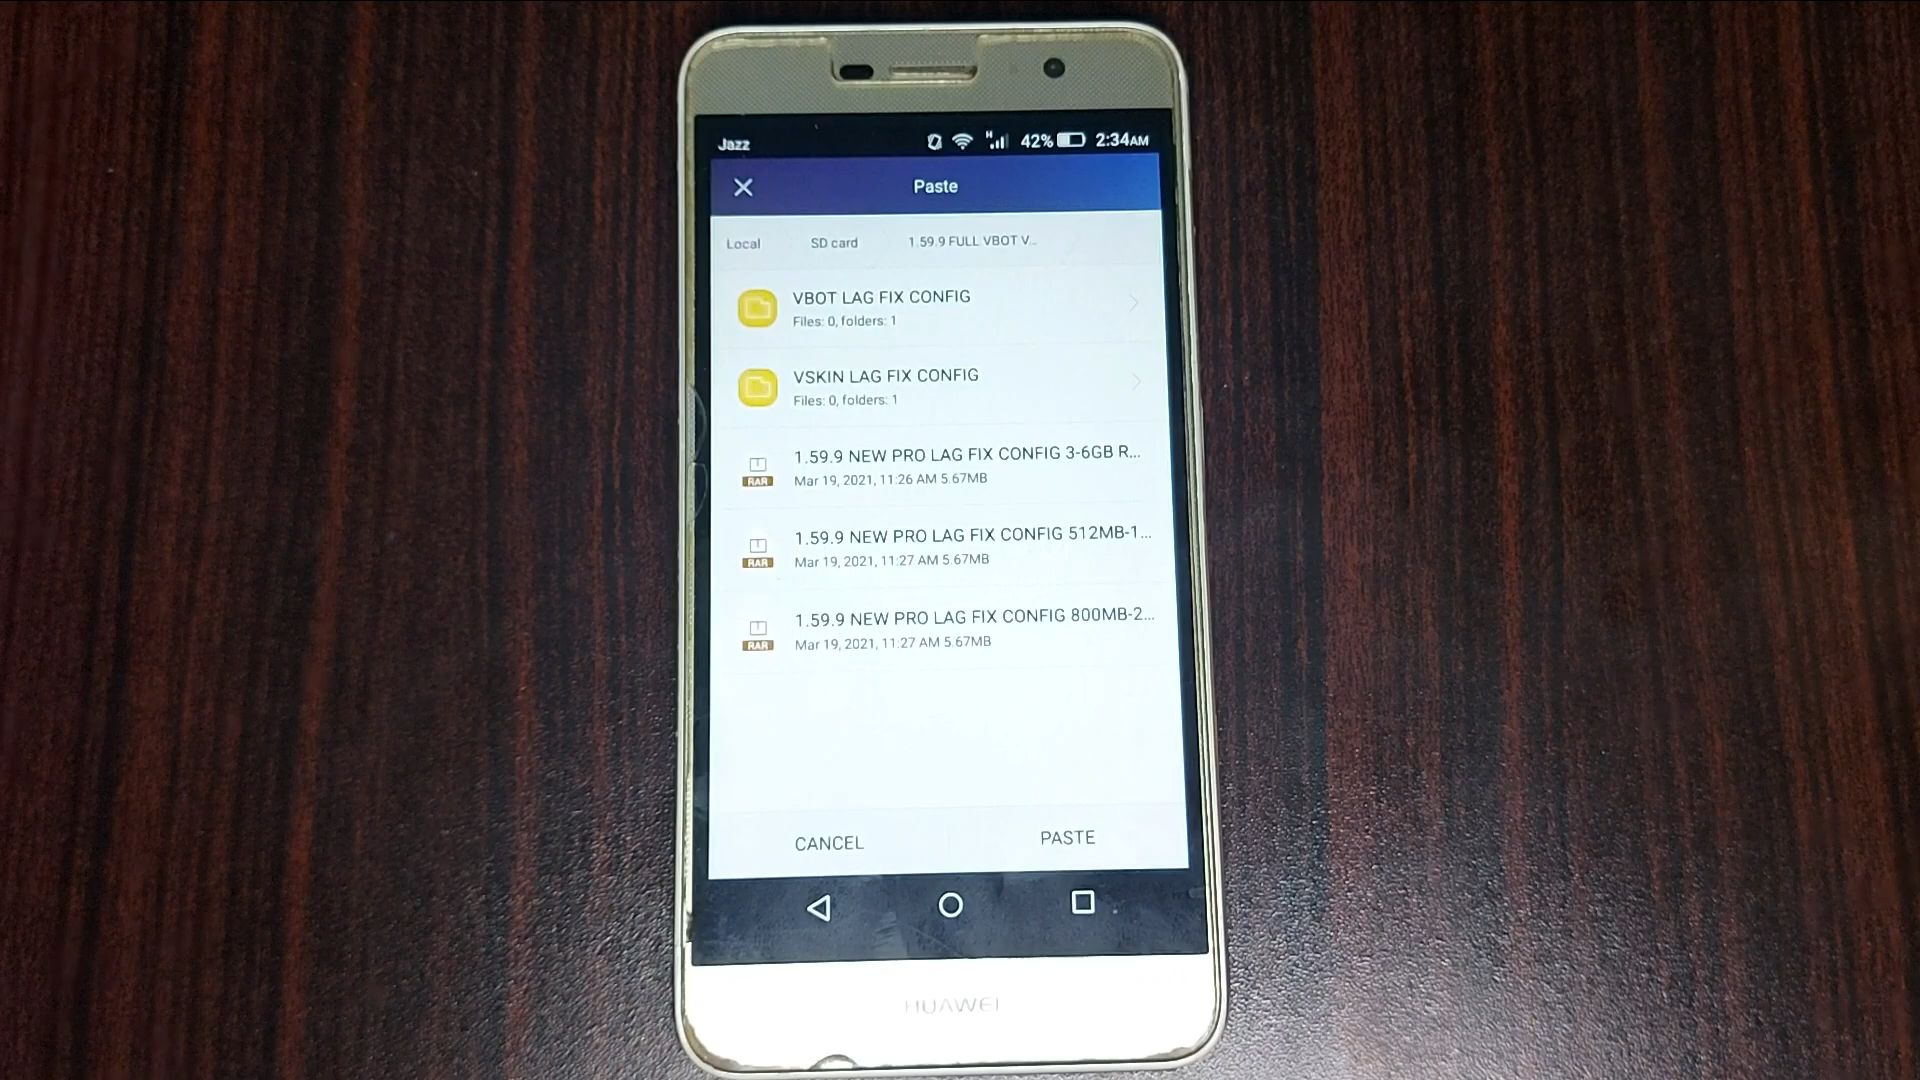 Jazz
H 42% 2:34AM
Paste
Local SD card 1.59.9 FULL VBOT V...
VBOT LAG FIX CONFIG
Files: 0, folders: 1
VSKIN LAG FIX CONFIG
Files: 0, folders: 1
1.59.9 NEW PRO LAG FIX CONFIG 3-6GB R...
RAR
Mar 19, 2021, 11:26 AM 5.67MB
1.59.9 NEW PRO LAG FIX CONFIG 512MB-1...
RAR
Mar 19, 2021, 11:27 AM 5.67MB
1.59.9 NEW PRO LAG FIX CONFIG 800MB-2...
RAR
Mar 19, 2021, 11:27 AM 5.67MB
CANCEL PASTE
HUAWEI